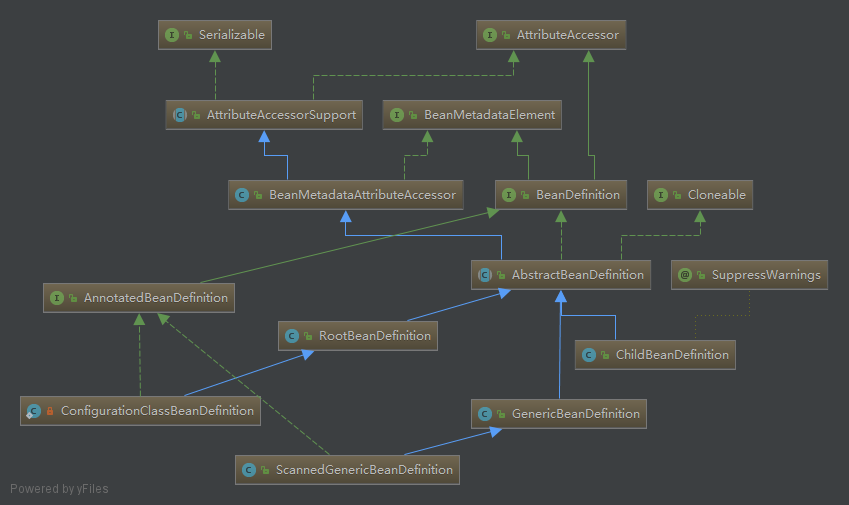 I Serializable
I AttributeAccessor
C AttributeAccessorSupport
I BeanMetadataElement
C BeanMetadataAttributeAccessor
I BeanDefinition
I Cloneable
C AbstractBeanDefinition
@ SuppressWarnings
I AnnotatedBeanDefinition
C RootBeanDefinition
C ChildBeanDefinition
C ConfigurationClassBeanDefinition
C GenericBeanDefinition
C ScannedGenericBeanDefinition
Powered by yFiles